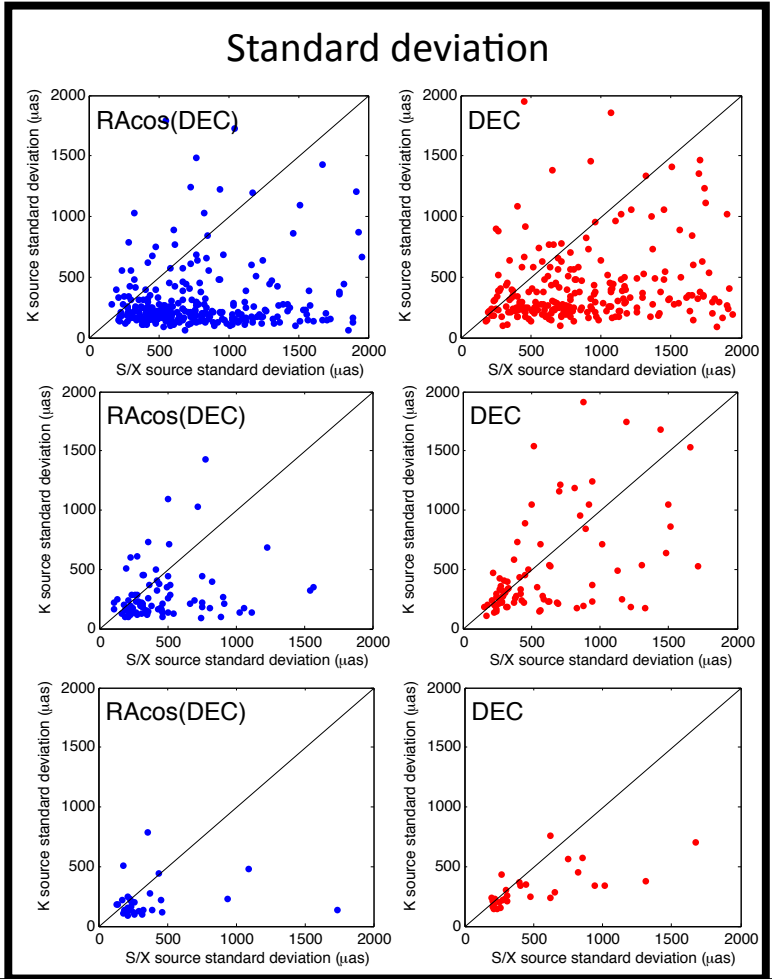 Standard deviation
RAcos(DEC)
K source standard deviation (μas)
2000
1500
1000
500
0
0 500 1000 1500 2000
S/X source standard deviation (μas)
DEC
K source standard deviation (μas)
2000
1500
1000
500
0
0 500 1000 1500 2000
S/X source standard deviation (μas)
RAcos(DEC)
K source standard deviation (μas)
2000
1500
1000
500
0
0 500 1000 1500 2000
S/X source standard deviation (μas)
DEC
K source standard deviation (μas)
2000
1500
1000
500
0
0 500 1000 1500 2000
S/X source standard deviation (μas)
RAcos(DEC)
K source standard deviation (μas)
2000
1500
1000
500
0
0 500 1000 1500 2000
S/X source standard deviation (μas)
DEC
K source standard deviation (μas)
2000
1500
1000
500
0
0 500 1000 1500 2000
S/X source standard deviation (μas)